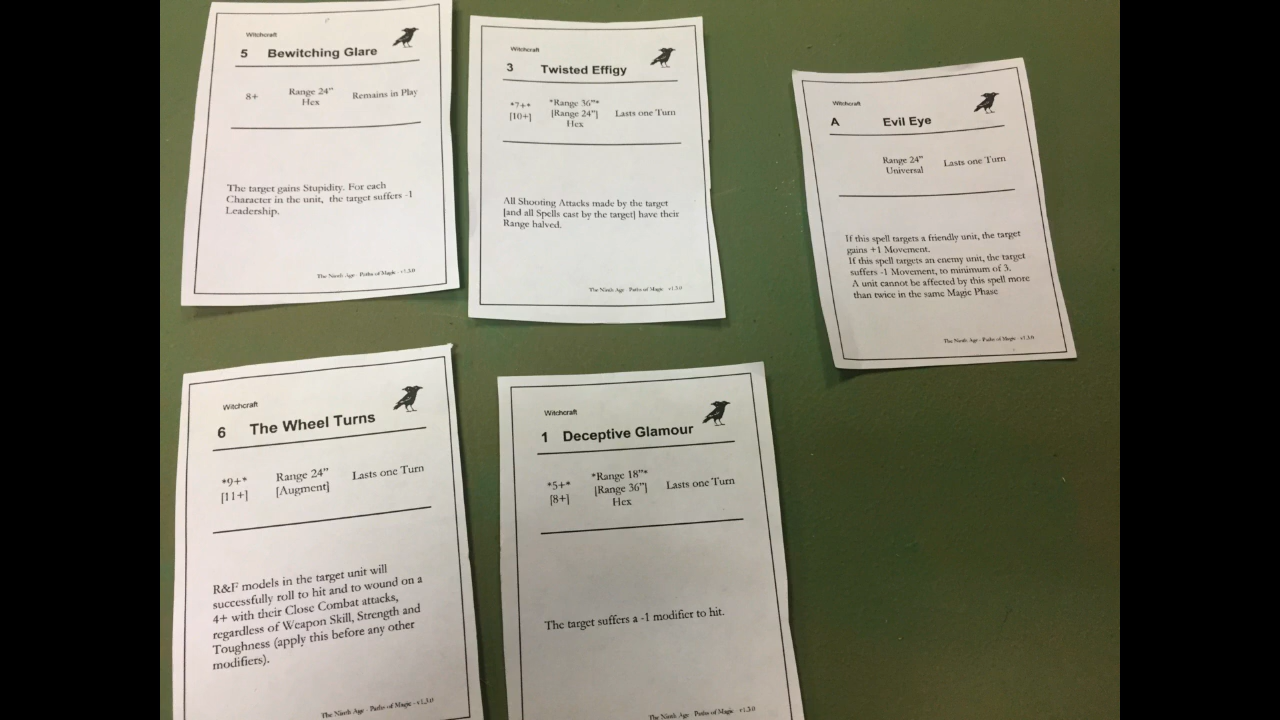 Witchcraft
5 Bewitching Glare
8+
Range 24"
Hex
Remains in Play
The target gains Stupidity. For each
Character in the unit, the target suffers -1
Leadership.
The Ninth Age - Paths of Magic - v1.3.0
Witchcraft
3 Twisted Effigy
*7+*
[10+]
*Range 36"*
[Range 24"]
Hex
Lasts one Turn
All Shooting Attacks made by the target
[and all Spells cast by the target] have their
Range halved.
The Ninth Age - Paths of Magic - v1.3.0
Witchcraft
A Evil Eye
Range 24"
Universal
Lasts one Turn
If this spell targets a friendly unit, the target
gains +1 Movement.
If this spell targets an enemy unit, the target
suffers -1 Movement, to minimum of 3.
A unit cannot be affected by this spell more
than twice in the same Magic Phase
The Ninth Age - Paths of Magic - v1.3.0
Witchcraft
6 The Wheel Turns
*9+*
[11+]
Range 24"
[Augment]
Lasts one Turn
R&F models in the target unit will
successfully roll to hit and to wound on a
4+ with their Close Combat attacks,
regardless of Weapon Skill, Strength and
Toughness (apply this before any other
modifiers).
The Ninth Age - Paths of Magic - v1.3.0
Witchcraft
1 Deceptive Glamour
*5+*
[8+]
*Range 18"*
[Range 36"]
Hex
Lasts one Turn
The target suffers a -1 modifier to hit.
The Ninth Age - Paths of Magic - v1.3.0